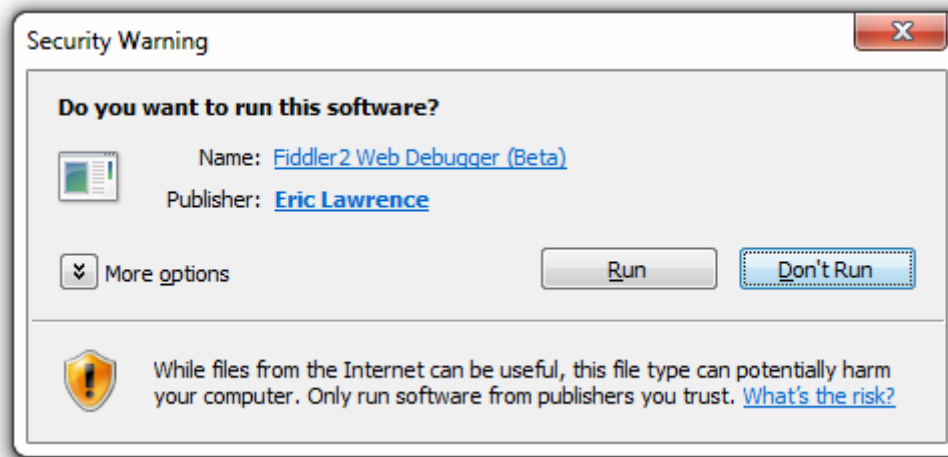 Security Warning
Do you want to run this software?
Name: Fiddler2 Web Debugger (Beta)
Publisher: Eric Lawrence
More options Run Don't Run
While files from the Internet can be useful, this file type can potentially harm
your computer. Only run software from publishers you trust. What's the risk?